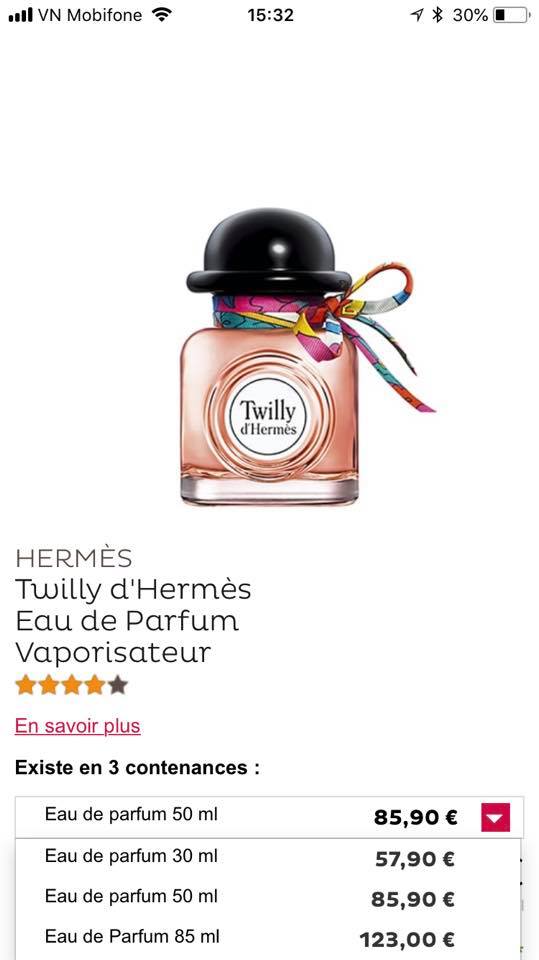 VN Mobifone
15:32
30%
Twilly
d'Hermès
HERMÈS
Twilly d'Hermès
Eau de Parfum
Vaporisateur
En savoir plus
Existe en 3 contenances :
Eau de parfum 50 ml 85,90 €
Eau de parfum 30 ml 57,90 €
Eau de parfum 50 ml 85,90 €
Eau de Parfum 85 ml 123,00 €